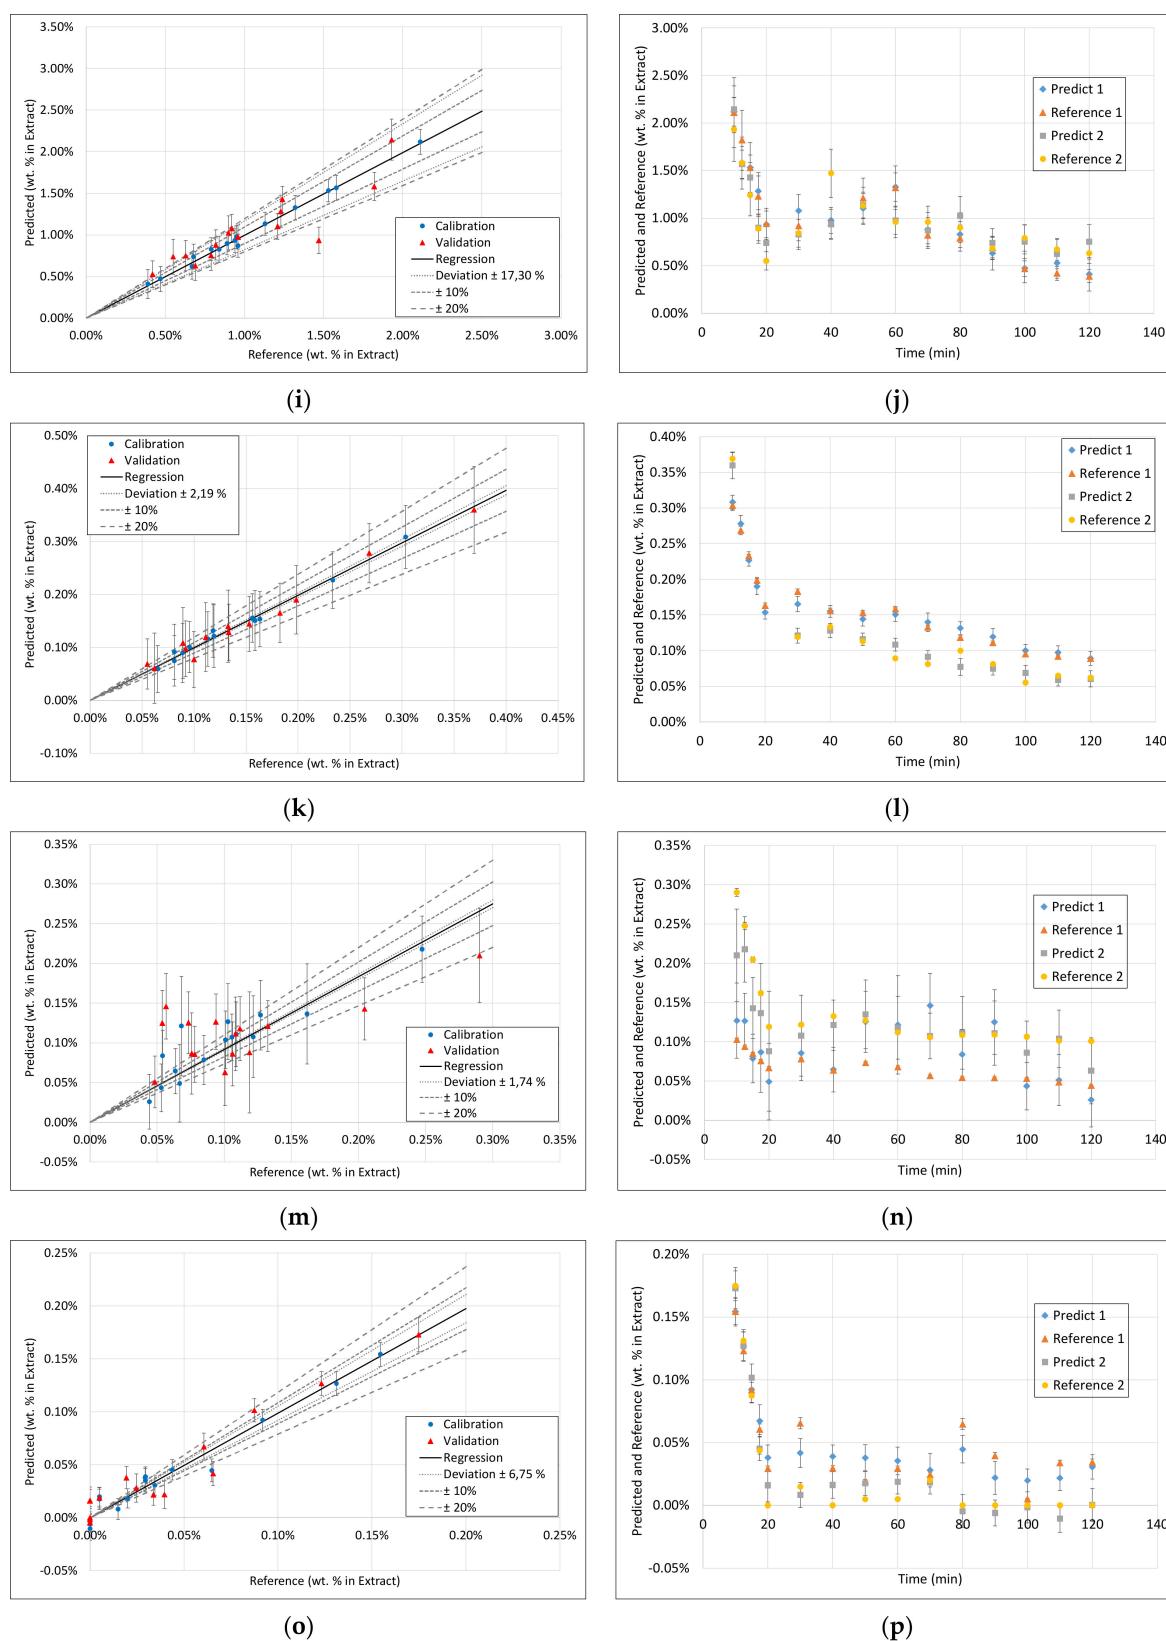 3.50%
3.00%
2.50%
2.00%
1.50%
1.00%
0.50%
0.00%
0.00% 0.50% 1.00% 1.50% 2.00% 2.50% 3.00%
Predicted (wt. % in Extract)
Reference (wt. % in Extract)
Calibration
Validation
Regression
Deviation ± 17,30 %
± 10%
± 20%
(i)
3.00%
2.50%
2.00%
1.50%
1.00%
0.50%
0.00%
0 20 40 60 80 100 120 140
Predicted and Reference (wt. % in Extract)
Time (min)
Predict 1
Reference 1
Predict 2
Reference 2
(j)
0.50%
0.40%
0.30%
0.20%
0.10%
0.00%
-0.10%
0.00% 0.05% 0.10% 0.15% 0.20% 0.25% 0.30% 0.35% 0.40% 0.45%
Predicted (wt. % in Extract)
Reference (wt. % in Extract)
Calibration
Validation
Regression
Deviation ± 2,19 %
± 10%
± 20%
(k)
0.40%
0.35%
0.30%
0.25%
0.20%
0.15%
0.10%
0.05%
0.00%
0 20 40 60 80 100 120 140
Predicted and Reference (wt. % in Extract)
Time (min)
Predict 1
Reference 1
Predict 2
Reference 2
(l)
0.35%
0.30%
0.25%
0.20%
0.15%
0.10%
0.05%
0.00%
-0.05%
0.00% 0.05% 0.10% 0.15% 0.20% 0.25% 0.30% 0.35%
Predicted (wt. % in Extract)
Reference (wt. % in Extract)
Calibration
Validation
Regression
Deviation ± 1,74 %
± 10%
± 20%
(m)
0.35%
0.30%
0.25%
0.20%
0.15%
0.10%
0.05%
0.00%
-0.05%
0 20 40 60 80 100 120 140
Predicted and Reference (wt. % in Extract)
Time (min)
Predict 1
Reference 1
Predict 2
Reference 2
(n)
0.25%
0.20%
0.15%
0.10%
0.05%
0.00%
-0.05%
0.00% 0.05% 0.10% 0.15% 0.20% 0.25%
Predicted (wt. % in Extract)
Reference (wt. % in Extract)
Calibration
Validation
Regression
Deviation ± 6,75 %
± 10%
± 20%
(o)
0.20%
0.15%
0.10%
0.05%
0.00%
-0.05%
0 20 40 60 80 100 120 140
Predicted and Reference (wt. % in Extract)
Time (min)
Predict 1
Reference 1
Predict 2
Reference 2
(p)